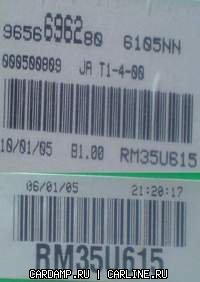 9656696280 6105NN
000500809 JA T1-4-00
10/01/05 81.00 RM35U615
06/01/05 21:20:17
RM35U615
CARDAMP.RU | CARLINE.RU